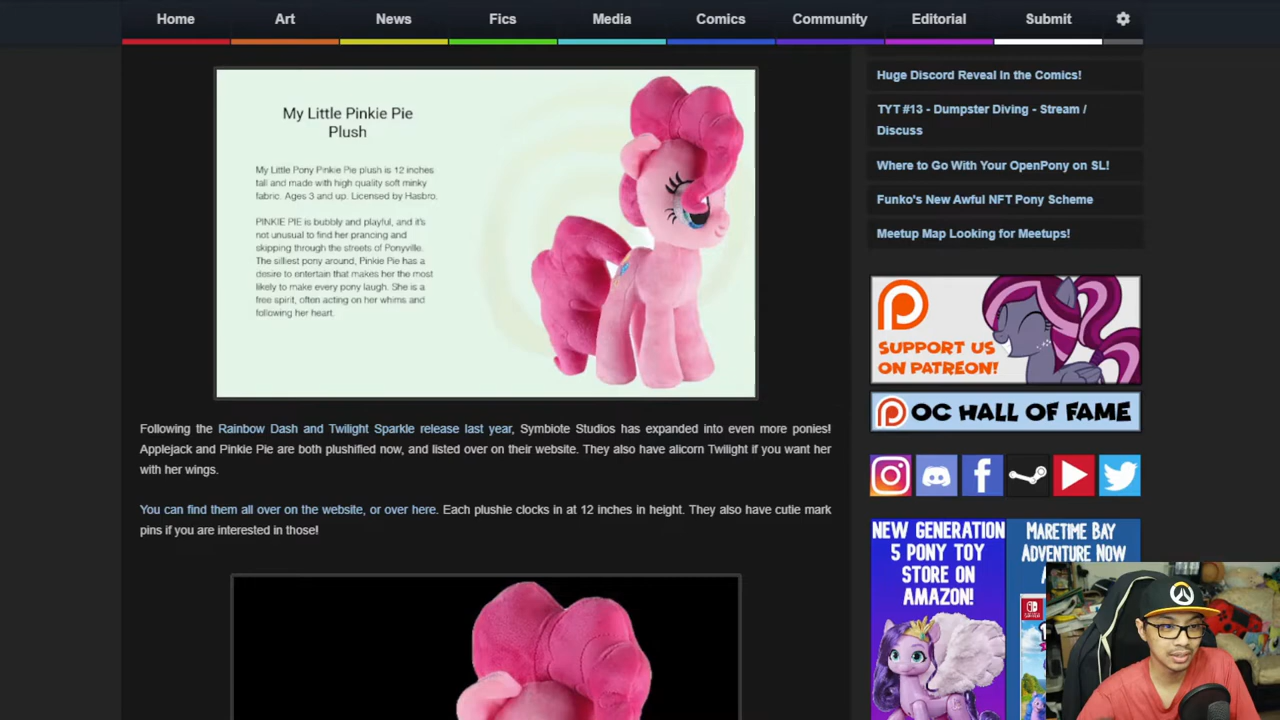 Home Art News Fics Media Comics Community Editorial Submit
My Little Pinkie Pie
Plush
My Little Pony Pinkie Pie plush is 12 inches
tall and made with high quality soft minky
fabric. Ages 3 and up. Licensed by Hasbro.
PINKIE PIE is bubbly and playful, and it's
not unusual to find her prancing and
skipping through the streets of Ponyville.
The silliest pony around, Pinkie Pie has a
desire to entertain that makes her the most
likely to make every pony laugh. She is a
free spirit, often acting on her whims and
following her heart.
Following the Rainbow Dash and Twilight Sparkle release last year, Symbiote Studios has expanded into even more ponies!
Applejack and Pinkie Pie are both plushified now, and listed over on their website. They also have alicorn Twilight if you want her
with her wings.
You can find them all over on the website, or over here. Each plushie clocks in at 12 inches in height. They also have cutie mark
pins if you are interested in those!
Huge Discord Reveal In the Comics!
TYT #13 - Dumpster Diving - Stream /
Discuss
Where to Go With Your OpenPony on SL!
Funko's New Awful NFT Pony Scheme
Meetup Map Looking for Meetups!
SUPPORT US
ON PATREON!
OC HALL OF FAME
NEW GENERATION
5 PONY TOY
STORE ON
AMAZON!
MARETIME BAY
ADVENTURE NOW